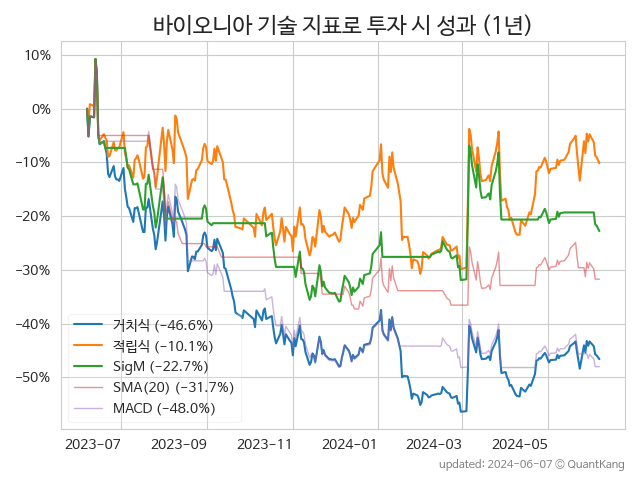 바이오니아 기술 지표로 투자 시 성과 (1년)
10%
0%
−10%
−20%
−30%
−40%
−50%
거치식 (−46.6%)
적립식 (−10.1%)
SigM (−22.7%)
SMA(20) (−31.7%)
MACD (−48.0%)
2023-07 2023-09 2023-11 2024-01 2024-03 2024-05
updated: 2024-06-07 © QuantKang